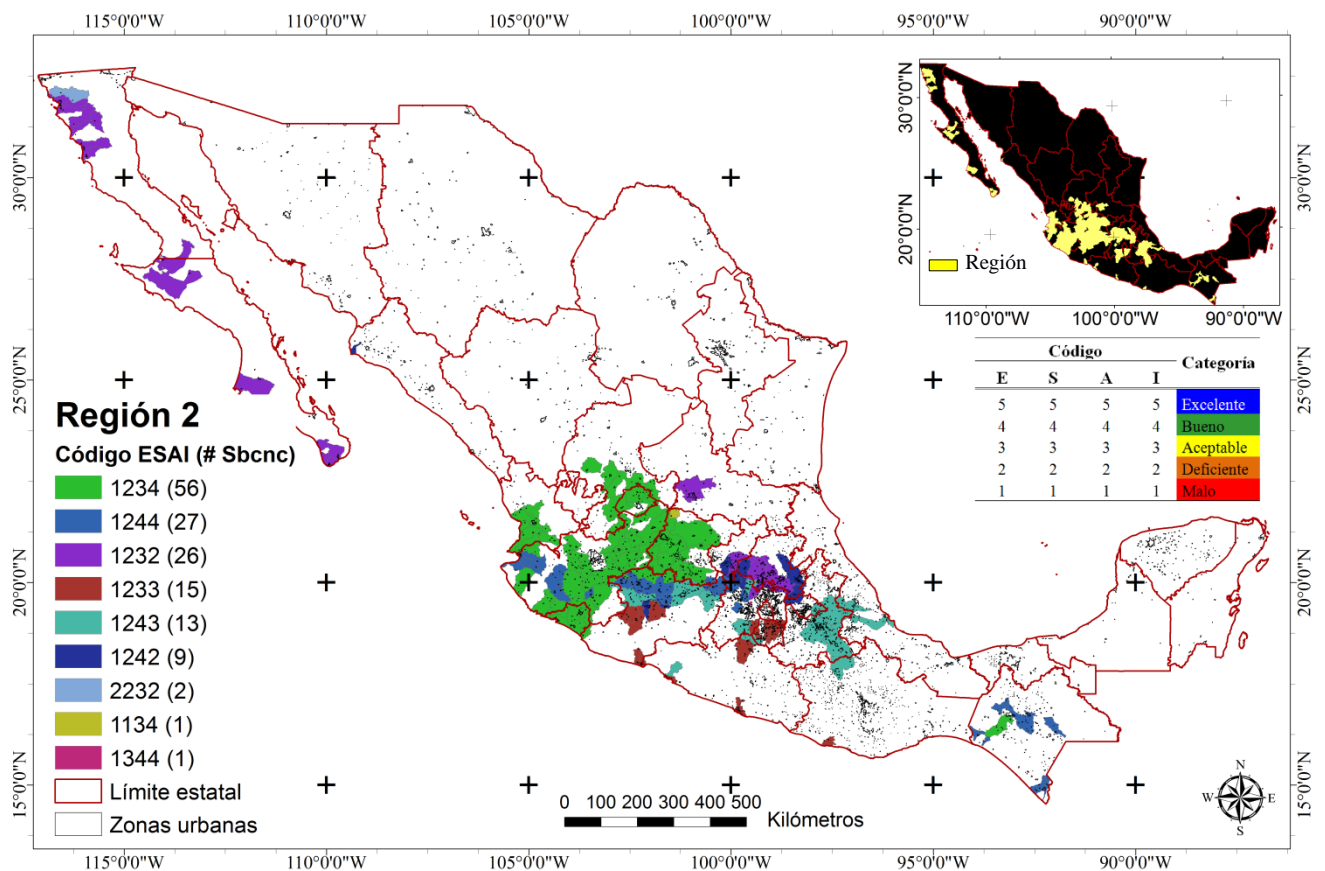 115°0'0"W 110°0'0"W 105°0'0"W 100°0'0"W 95°0'0"W 90°0'0"W
30°0'0"N
25°0'0"N
20°0'0"N
15°0'0"N
30°0'0"N
20°0'0"N
Región
110°0'0"W 100°0'0"W 90°0'0"W
Código Categoría
E S A I
5 5 5 5 Excelente
4 4 4 4 Bueno
3 3 3 3 Aceptable
2 2 2 2 Deficiente
1 1 1 1 Malo
30°0'0"N
25°0'0"N
20°0'0"N
15°0'0"N
Región 2
Código ESAI (# Sbcnc)
1234 (56)
1244 (27)
1232 (26)
1233 (15)
1243 (13)
1242 (9)
2232 (2)
1134 (1)
1344 (1)
Límite estatal
Zonas urbanas
0 100 200 300 400 500
Kilómetros
N
W E
S
115°0'0"W 110°0'0"W 105°0'0"W 100°0'0"W 95°0'0"W 90°0'0"W